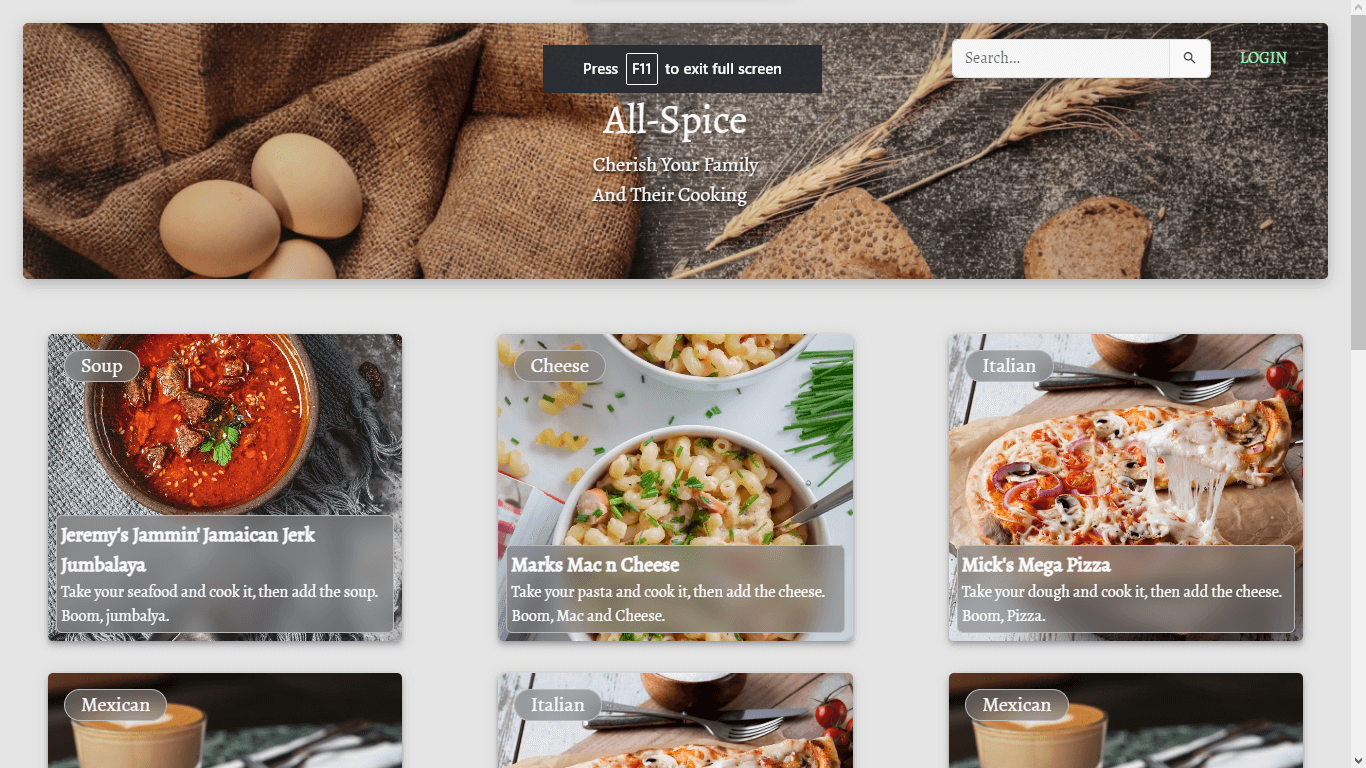 Search...
LOGIN
Press F11 to exit full screen
All-Spice
Cherish Your Family
And Their Cooking
Soup
Jeremy's Jammin' Jamaican Jerk
Jumbalaya
Take your seafood and cook it, then add the soup.
Boom, jumbalya.
Cheese
Marks Mac n Cheese
Take your pasta and cook it, then add the cheese.
Boom, Mac and Cheese.
Italian
Mick's Mega Pizza
Take your dough and cook it, then add the cheese.
Boom, Pizza.
Mexican
Italian
Mexican